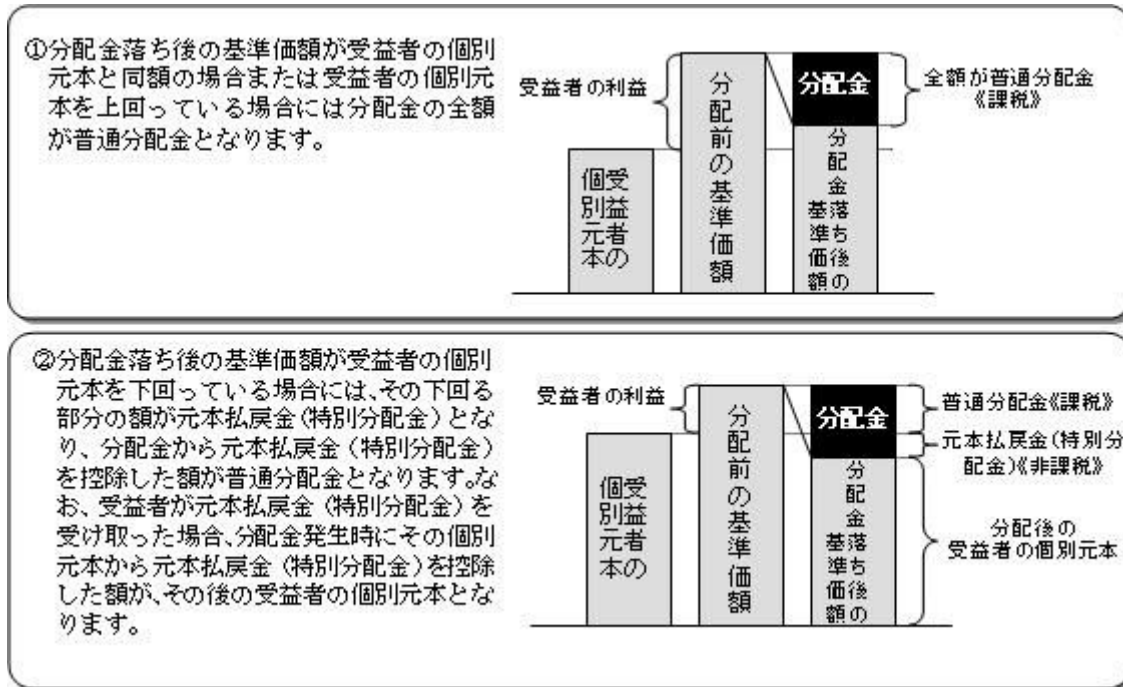 ①分配金落ち後の基準価額が受益者の個別
元本と同額の場合または受益者の個別元
本を上回っている場合には分配金の全額
が普通分配金となります。
受益者の利益
受益者の
個別元本
分配前の基準価額
分配金
分配金落ち後の
基準価額
全額が普通分配金
《課税》
②分配金落ち後の基準価額が受益者の個別
元本を下回っている場合には、その下回る
部分の額が元本払戻金(特別分配金)とな
り、分配金から元本払戻金(特別分配金)
を控除した額が普通分配金となります。な
お、受益者が元本払戻金(特別分配金)を
受け取った場合、分配金発生時にその個別
元本から元本払戻金(特別分配金)を控除
した額が、その後の受益者の個別元本とな
ります。
受益者の利益
受益者の
個別元本
分配前の基準価額
分配金
分配金落ち後の
基準価額
普通分配金《課税》
元本払戻金(特別分
配金)《非課税》
分配後の
受益者の個別元本